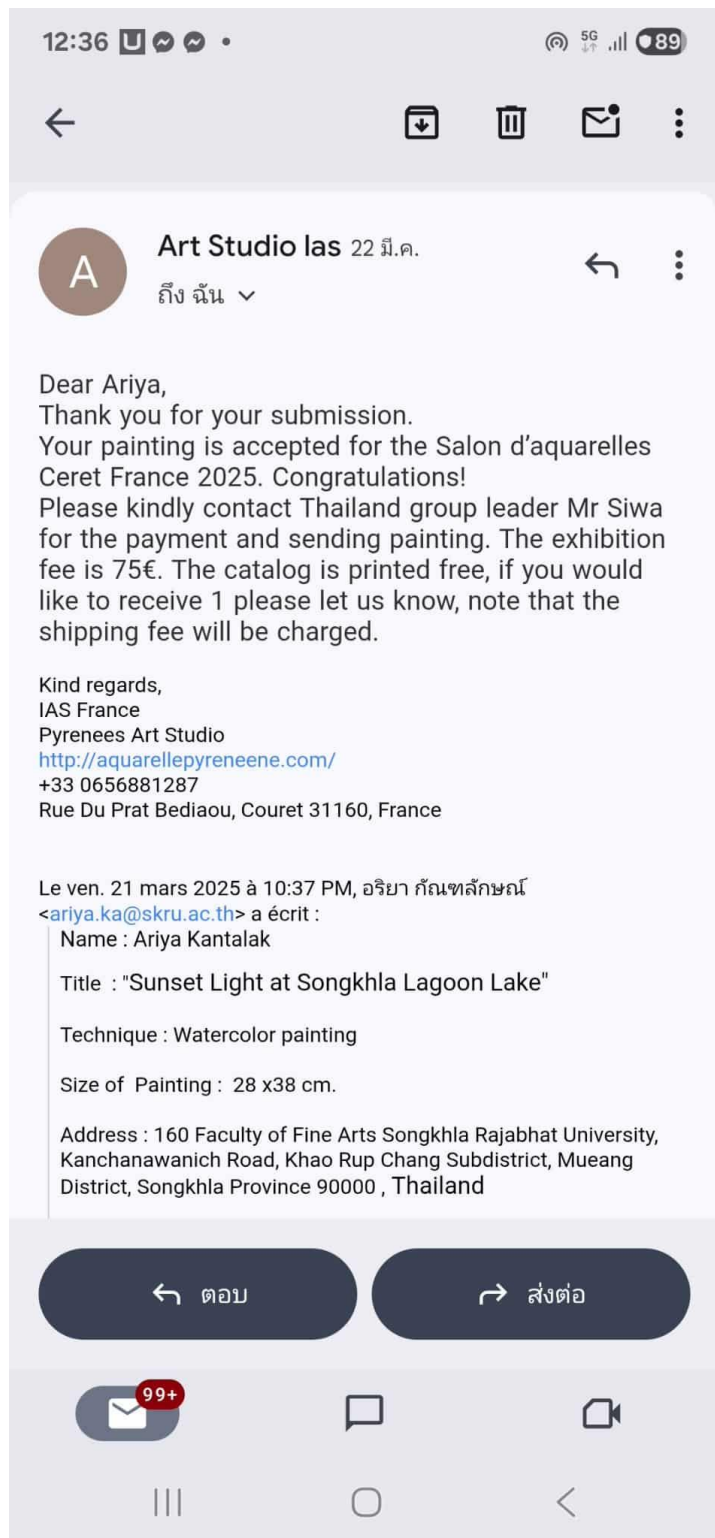 12:36
5G
89
A
Art Studio Ias 22 มี.ค.
ถึง ฉัน
Dear Ariya,
Thank you for your submission.
Your painting is accepted for the Salon d’aquarelles
Ceret France 2025. Congratulations!
Please kindly contact Thailand group leader Mr Siwa
for the payment and sending painting. The exhibition
fee is 75€. The catalog is printed free, if you would
like to receive 1 please let us know, note that the
shipping fee will be charged.
Kind regards,
IAS France
Pyrenees Art Studio
http://aquarellepyreneene.com/
+33 0656881287
Rue Du Prat Bediaou, Couret 31160, France
Le ven. 21 mars 2025 à 10:37 PM, อริยา กัณฑลักษณ์
<ariya.ka@skru.ac.th> a écrit :
Name : Ariya Kantalak
Title : "Sunset Light at Songkhla Lagoon Lake"
Technique : Watercolor painting
Size of Painting : 28 x38 cm.
Address : 160 Faculty of Fine Arts Songkhla Rajabhat University,
Kanchanawanich Road, Khao Rup Chang Subdistrict, Mueang
District, Songkhla Province 90000 , Thailand
ตอบ
ส่งต่อ
99+